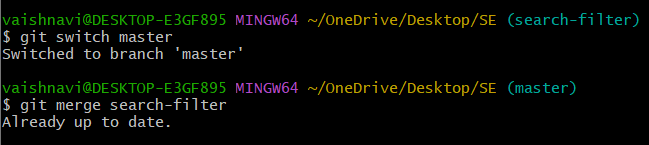 vaishnavi@DESKTOP-E3GF895 MINGW64 ~/OneDrive/Desktop/SE (search-filter)
$ git switch master
Switched to branch 'master'
vaishnavi@DESKTOP-E3GF895 MINGW64 ~/OneDrive/Desktop/SE (master)
$ git merge search-filter
Already up to date.